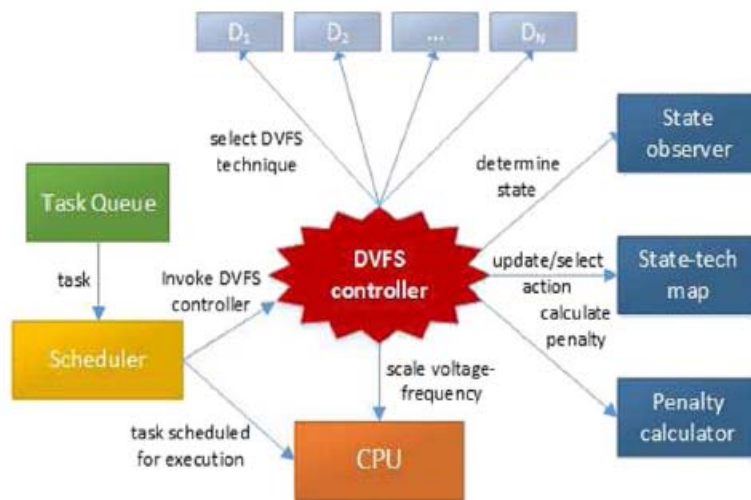 D₁
D₂
...
Dₙ
select DVFS
technique
State
observer
determine
state
Task Queue
task
Invoke DVFS
controller
DVFS
controller
update/select
action
State-tech
map
calculate
penalty
Scheduler
scale voltage-
frequency
task scheduled
for execution
CPU
Penalty
calculator